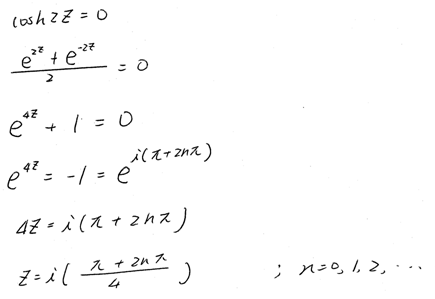 cosh 2z = 0
(e^{2z} + e^{-2z})/2 = 0
e^{4z} + 1 = 0
e^{4z} = -1 = e^{i(π+2nπ)}
4z = i(π + 2nπ)
z = i( (π + 2nπ)/4 ) ; n=0, 1, 2, ...